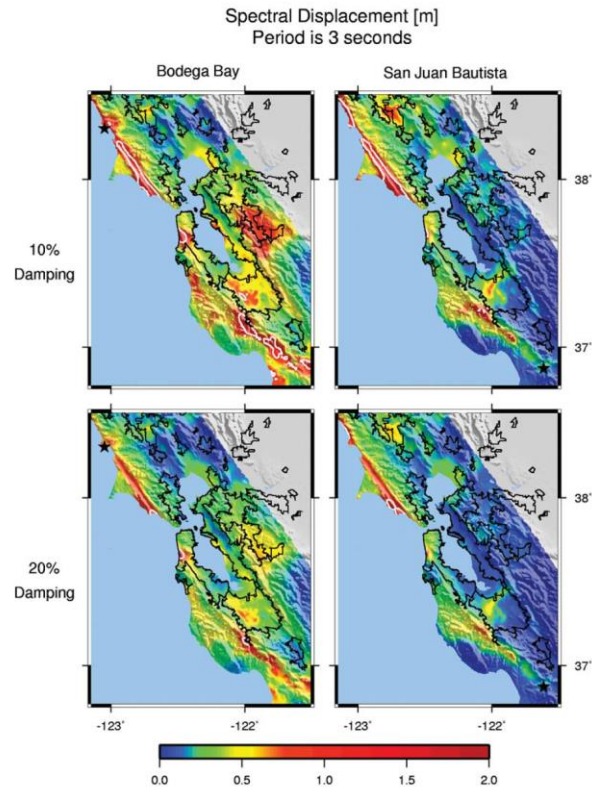 Spectral Displacement [m]
Period is 3 seconds
Bodega Bay
San Juan Bautista
10%
Damping
38˚
37˚
20%
Damping
38˚
37˚
-123˚
-122˚
-123˚
-122˚
0.0
0.5
1.0
1.5
2.0